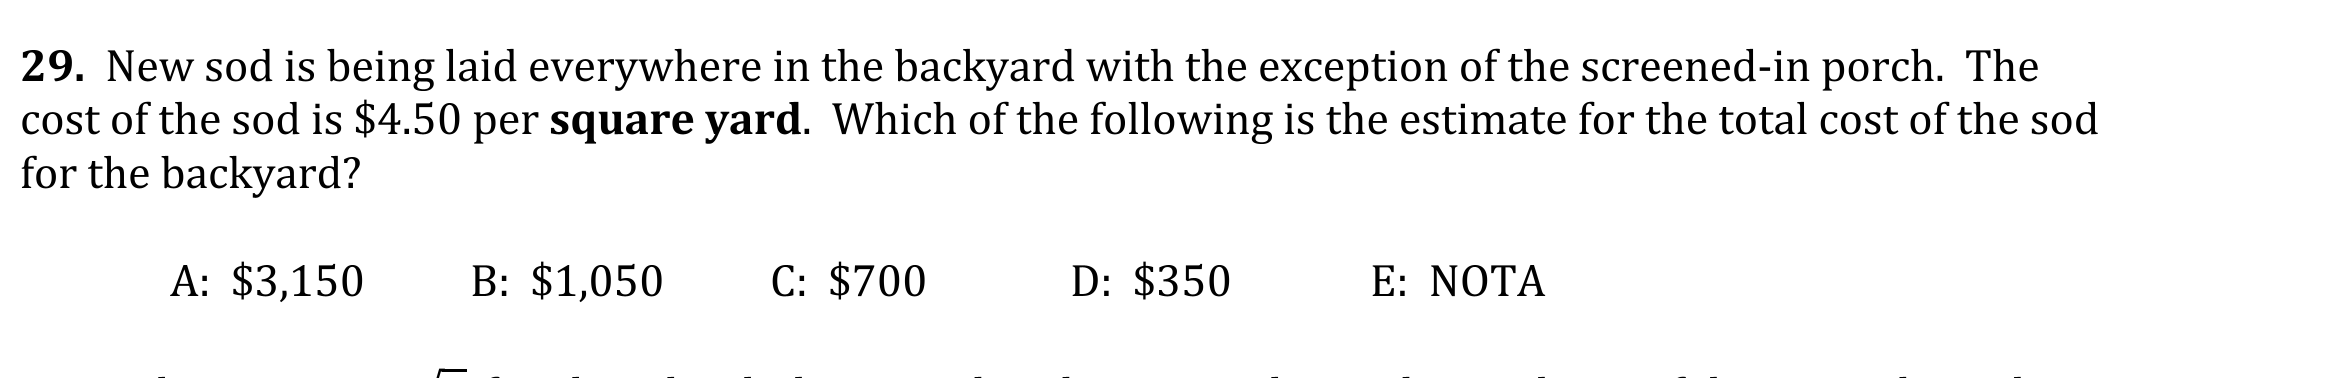 29. New sod is being laid everywhere in the backyard with the exception of the screened-in porch. The
cost of the sod is $4.50 per square yard. Which of the following is the estimate for the total cost of the sod
for the backyard?
A: $3,150 B: $1,050 C: $700 D: $350 E: NOTA